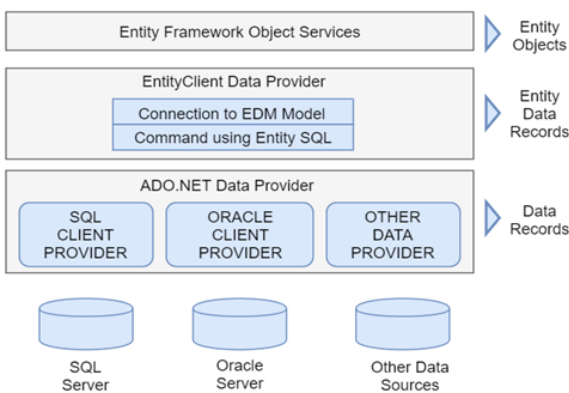 Entity Framework Object Services
Entity
Objects
EntityClient Data Provider
Connection to EDM Model
Command using Entity SQL
Entity
Data
Records
ADO.NET Data Provider
SQL
CLIENT
PROVIDER
ORACLE
CLIENT
PROVIDER
OTHER
DATA
PROVIDER
Data
Records
SQL
Server
Oracle
Server
Other Data
Sources